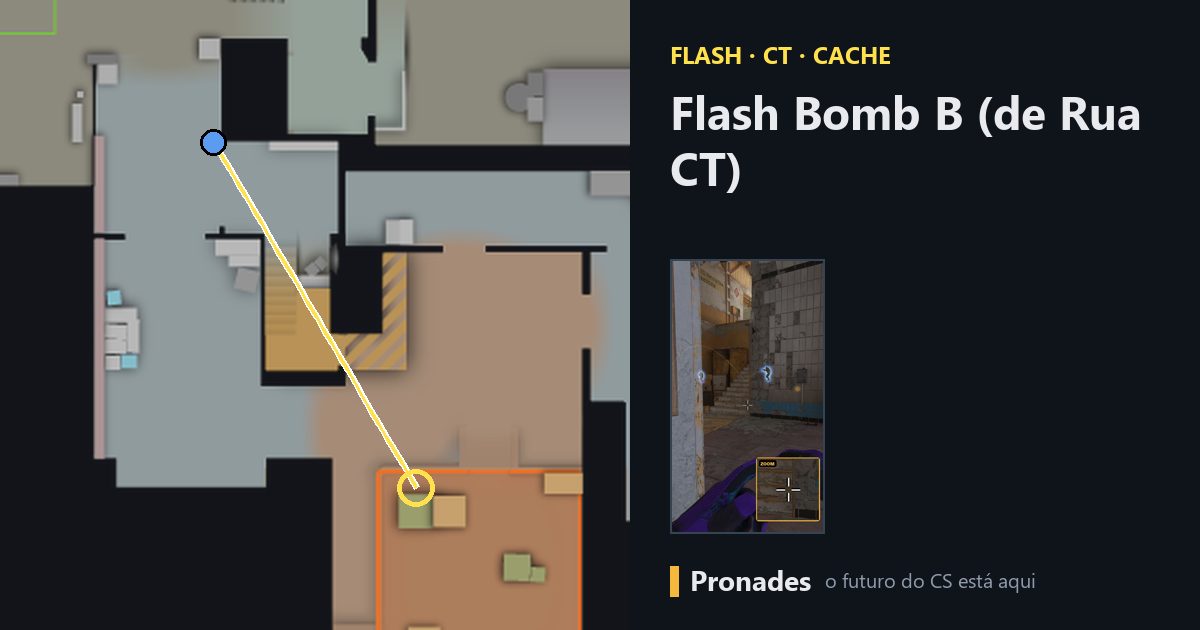 FLASH · CT · CACHE
Flash Bomb B (de Rua
CT)
ZOOM
Pronades o futuro do CS está aqui